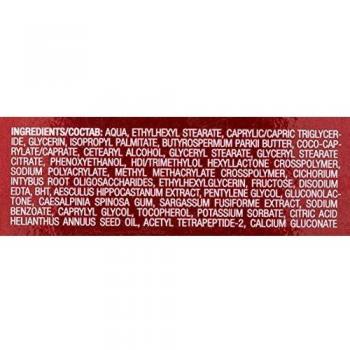 INGREDIENTS/COCTAB: AQUA, ETHYLHEXYL STEARATE, CAPRYLIC/CAPRIC TRIGLYCER-
IDE, GLYCERIN, ISOPROPYL PALMITATE, BUTYROSPERMUM PARKII BUTTER, COCO-CAP-
RYLATE/CAPRATE, CETEARYL ALCOHOL, GLYCERYL STEARATE, GLYCERYL STEARATE
CITRATE, PHENOXYETHANOL, HDI/TRIMETHYLOL HEXYLLACTONE CROSSPOLYMER,
SODIUM POLYACRYLATE, METHYL METHACRYLATE CROSSPOLYMER, CICHORIUM
INTYBUS ROOT OLIGOSACCHARIDES, ETHYLHEXYLGLYCERIN, FRUCTOSE, DISODIUM
EDTA, BHT, AESCULUS HIPPOCASTANUM EXTRACT, PENTYLENE GLYCOL, GLUCONOLAC-
TONE, CAESALPINIA SPINOSA GUM, SARGASSUM FUSIFORME EXTRACT, SODIUM
BENZOATE, CAPRYLYL GLYCOL, TOCOPHEROL, POTASSIUM SORBATE, CITRIC ACID
HELIANTHUS ANNUUS SEED OIL, ACETYL TETRAPEPTIDE-2, CALCIUM GLUCONATE